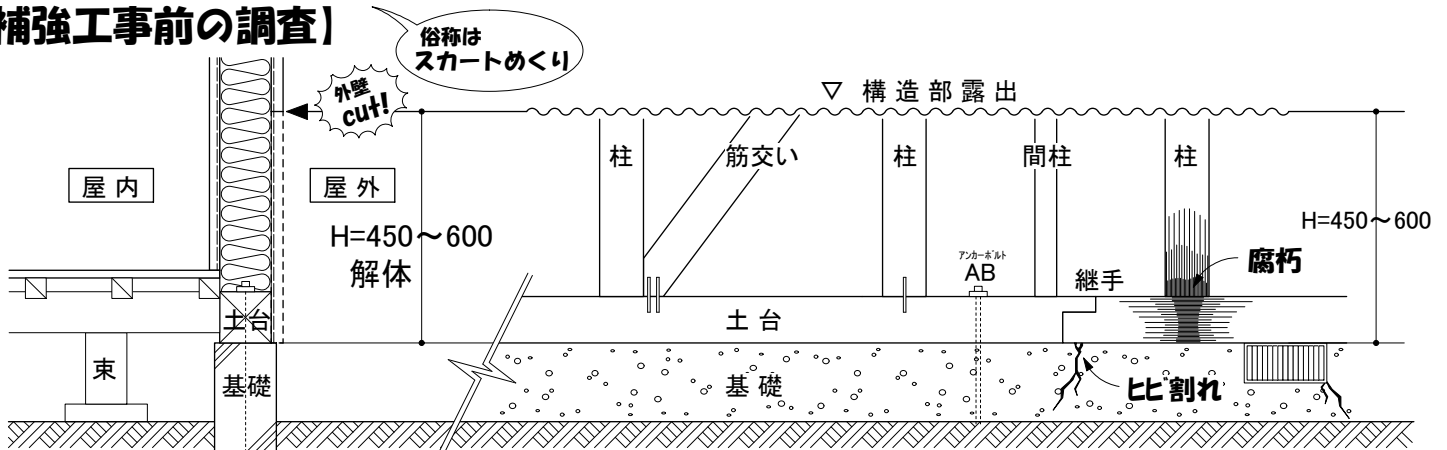 補強工事前の調査】
俗称は
スカートめくり
外壁
cut!
▽ 構造部露出
柱
筋交い
柱
間柱
柱
屋内
屋外
H=450～600
解体
H=450～600
腐朽
アンカーボルト
AB
継手
土台
土台
束
基礎
基礎
ヒビ割れ